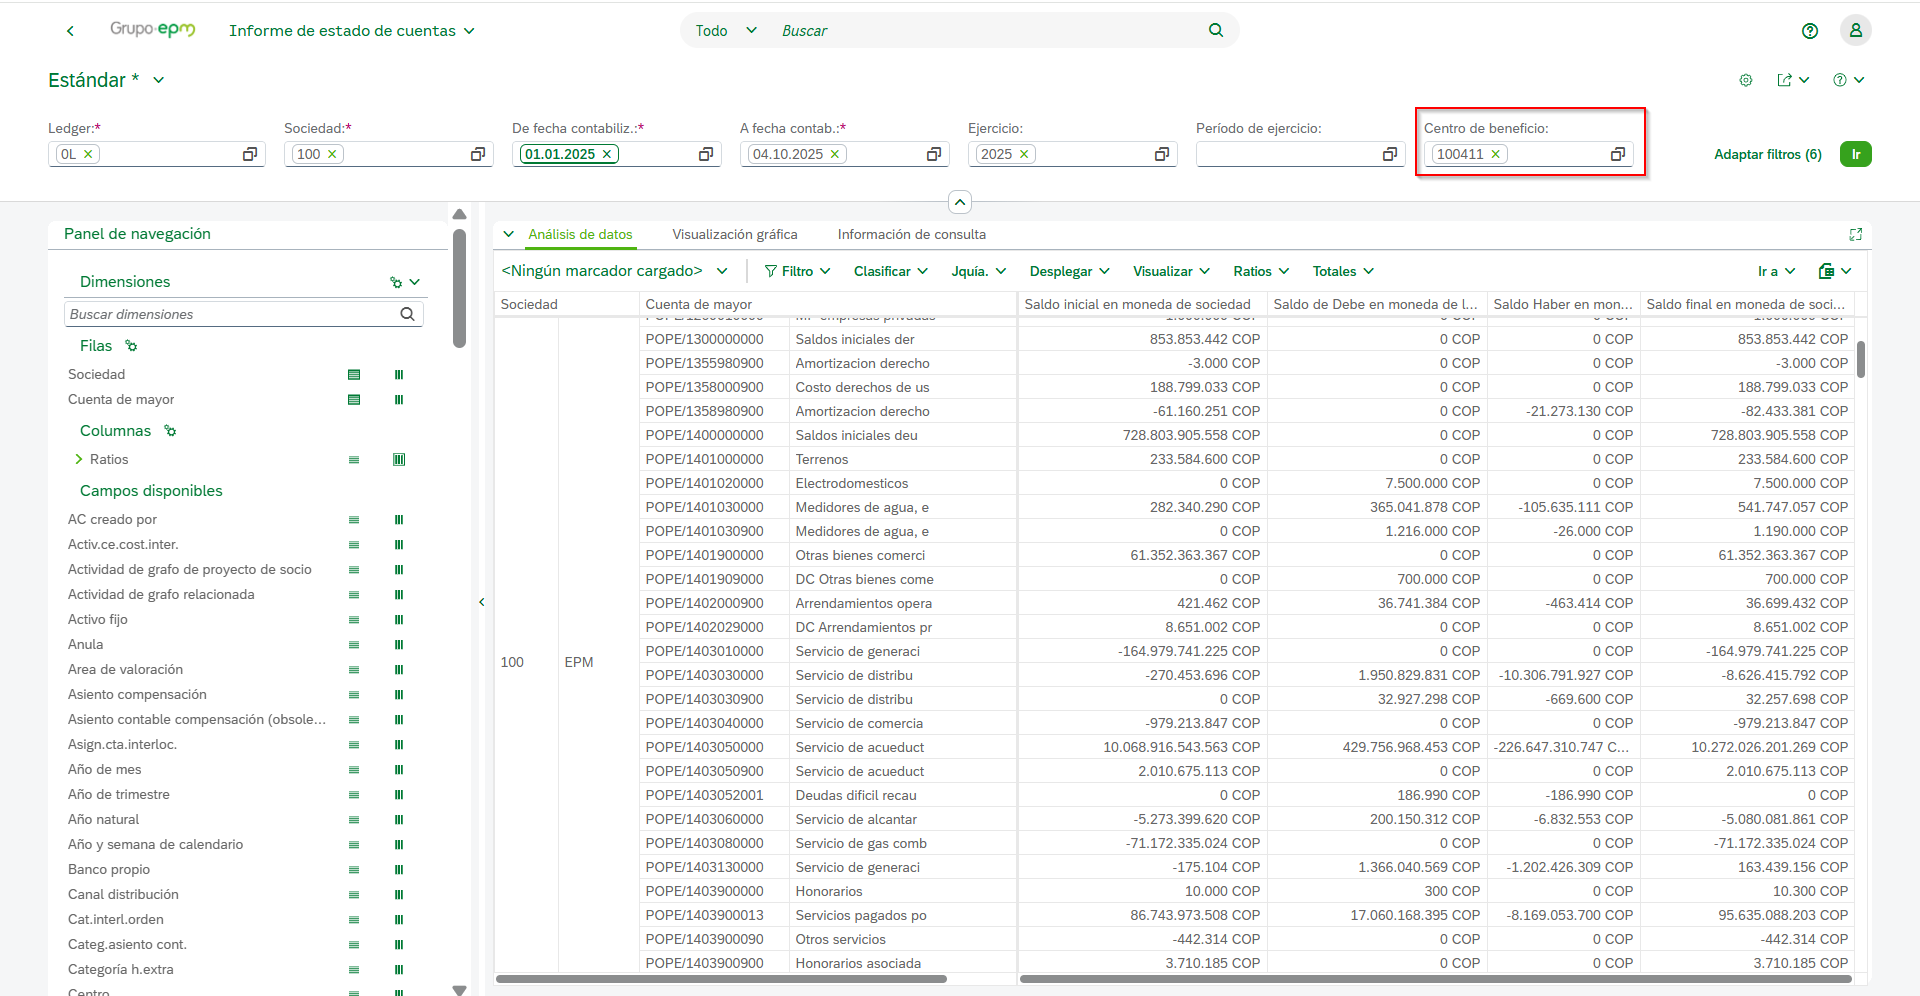 Grupo·epm
Informe de estado de cuentas
Todo
Buscar
Estándar *
Ledger:*
Sociedad:*
De fecha contabiliz.:*
A fecha contab.:*
Ejercicio:
Período de ejercicio:
Centro de beneficio:
0L
100
01.01.2025
04.10.2025
2025
100411
Adaptar filtros (6)
Ir
Panel de navegación
Dimensiones
Buscar dimensiones
Filas
Sociedad
Cuenta de mayor
Columnas
Ratios
Campos disponibles
AC creado por
Activ.ce.cost.inter.
Actividad de grafo de proyecto de socio
Actividad de grafo relacionada
Activo fijo
Anula
Area de valoración
Asiento compensación
Asiento contable compensación (obsole...
Asign.cta.interloc.
Año de mes
Año de trimestre
Año natural
Año y semana de calendario
Banco propio
Canal distribución
Cat.interl.orden
Categ.asiento cont.
Categoría h.extra
Centro
Análisis de datos
Visualización gráfica
Información de consulta
<Ningún marcador cargado>
Filtro
Clasificar
Jquía.
Desplegar
Visualizar
Ratios
Totales
Ir a
Sociedad Cuenta de mayor Saldo inicial en moneda de sociedad Saldo de Debe en moneda de l... Saldo Haber en mon... Saldo final en moneda de soci...
100 EPM
POPE/1300000000 Saldos iniciales der 853.853.442 COP 0 COP 0 COP 853.853.442 COP
POPE/1355980900 Amortizacion derecho -3.000 COP 0 COP 0 COP -3.000 COP
POPE/1358000900 Costo derechos de us 188.799.033 COP 0 COP 0 COP 188.799.033 COP
POPE/1358980900 Amortizacion derecho -61.160.251 COP 0 COP -21.273.130 COP -82.433.381 COP
POPE/1400000000 Saldos iniciales deu 728.803.905.558 COP 0 COP 0 COP 728.803.905.558 COP
POPE/1401000000 Terrenos 233.584.600 COP 0 COP 0 COP 233.584.600 COP
POPE/1401020000 Electrodomesticos 0 COP 7.500.000 COP 0 COP 7.500.000 COP
POPE/1401030000 Medidores de agua, e 282.340.290 COP 365.041.878 COP -105.635.111 COP 541.747.057 COP
POPE/1401030900 Medidores de agua, e 0 COP 1.216.000 COP -26.000 COP 1.190.000 COP
POPE/1401900000 Otras bienes comerci 61.352.363.367 COP 0 COP 0 COP 61.352.363.367 COP
POPE/1401909000 DC Otras bienes come 0 COP 700.000 COP 0 COP 700.000 COP
POPE/1402000900 Arrendamientos opera 421.462 COP 36.741.384 COP -463.414 COP 36.699.432 COP
POPE/1402029000 DC Arrendamientos pr 8.651.002 COP 0 COP 0 COP 8.651.002 COP
POPE/1403010000 Servicio de generaci -164.979.741.225 COP 0 COP 0 COP -164.979.741.225 COP
POPE/1403030000 Servicio de distribu -270.453.696 COP 1.950.829.831 COP -10.306.791.927 COP -8.626.415.792 COP
POPE/1403030900 Servicio de distribu 0 COP 32.927.298 COP -669.600 COP 32.257.698 COP
POPE/1403040000 Servicio de comercia -979.213.847 COP 0 COP 0 COP -979.213.847 COP
POPE/1403050000 Servicio de acueduct 10.068.916.543.563 COP 429.756.968.453 COP -226.647.310.747 C... 10.272.026.201.269 COP
POPE/1403050900 Servicio de acueduct 2.010.675.113 COP 0 COP 0 COP 2.010.675.113 COP
POPE/1403052001 Deudas dificil recau 0 COP 186.990 COP -186.990 COP 0 COP
POPE/1403060000 Servicio de alcantar -5.273.399.620 COP 200.150.312 COP -6.832.553 COP -5.080.081.861 COP
POPE/1403080000 Servicio de gas comb -71.172.335.024 COP 0 COP 0 COP -71.172.335.024 COP
POPE/1403130000 Servicio de generaci -175.104 COP 1.366.040.569 COP -1.202.426.309 COP 163.439.156 COP
POPE/1403900000 Honorarios 10.000 COP 300 COP 0 COP 10.300 COP
POPE/1403900013 Servicios pagados po 86.743.973.508 COP 17.060.168.395 COP -8.169.053.700 COP 95.635.088.203 COP
POPE/1403900090 Otros servicios -442.314 COP 0 COP 0 COP -442.314 COP
POPE/1403900900 Honorarios asociada 3.710.185 COP 0 COP 0 COP 3.710.185 COP